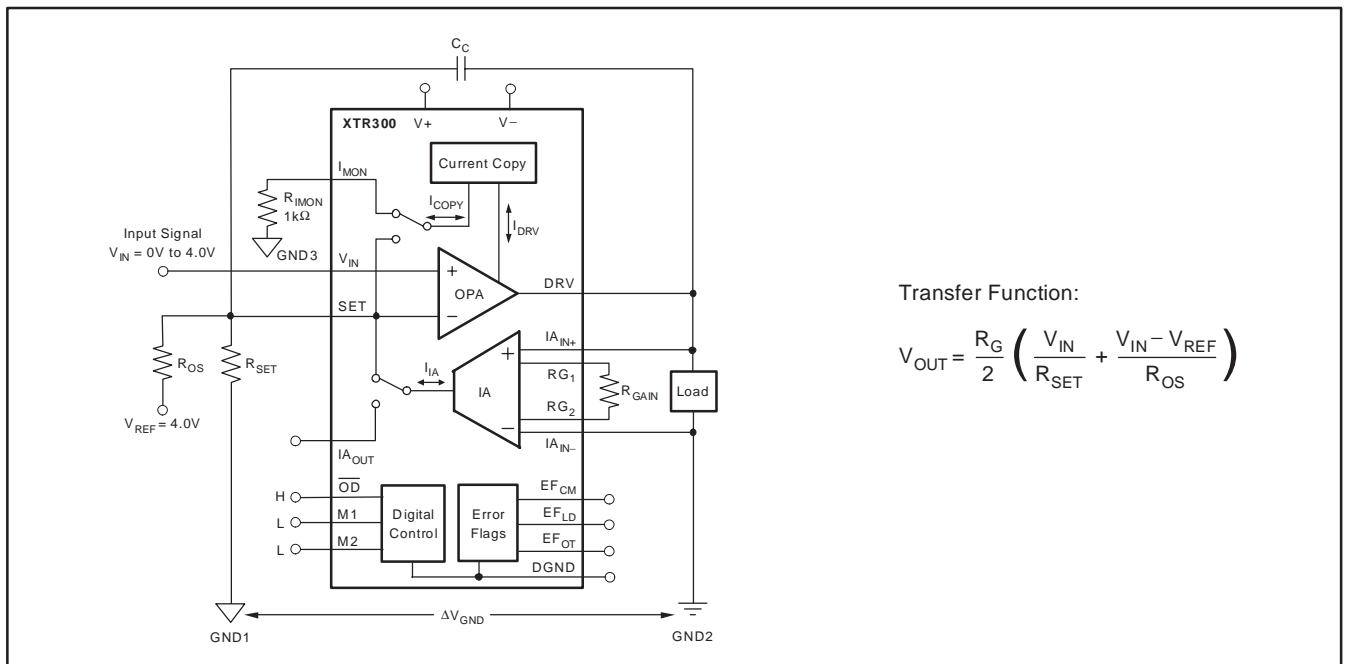 C_C
XTR300
V+
V−
Current Copy
I_MON
R_IMON
1kΩ
I_COPY
I_DRV
Input Signal
V_IN = 0V to 4.0V
GND3
V_IN
+
OPA
−
DRV
SET
R_OS
R_SET
I_IA
+
IA
−
IA_IN+
RG_1
R_GAIN
RG_2
IA_IN−
Load
V_REF = 4.0V
IA_OUT
H
O̅D̅
L
M1
L
M2
Digital
Control
Error
Flags
EF_CM
EF_LD
EF_OT
DGND
ΔV_GND
GND1
GND2
Transfer Function:
V_OUT = R_G/2 ( V_IN/R_SET + (V_IN − V_REF)/R_OS )